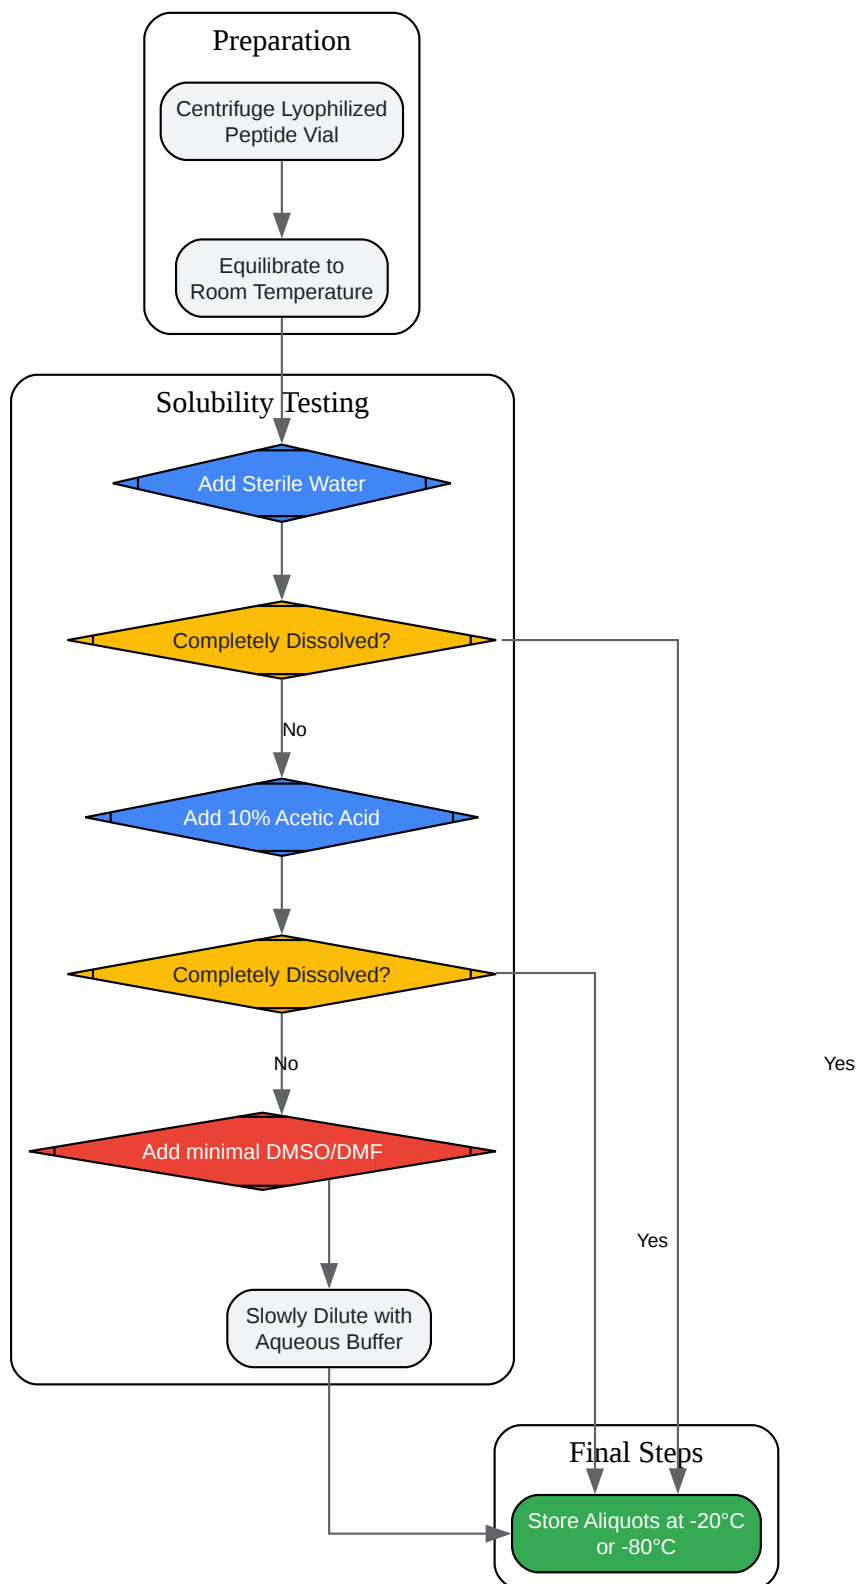 Preparation
Centrifuge Lyophilized
Peptide Vial
Equilibrate to
Room Temperature
Solubility Testing
Add Sterile Water
Completely Dissolved?
No
Add 10% Acetic Acid
Completely Dissolved?
No
Yes
Add minimal DMSO/DMF
Yes
Slowly Dilute with
Aqueous Buffer
Final Steps
Store Aliquots at -20°C
or -80°C